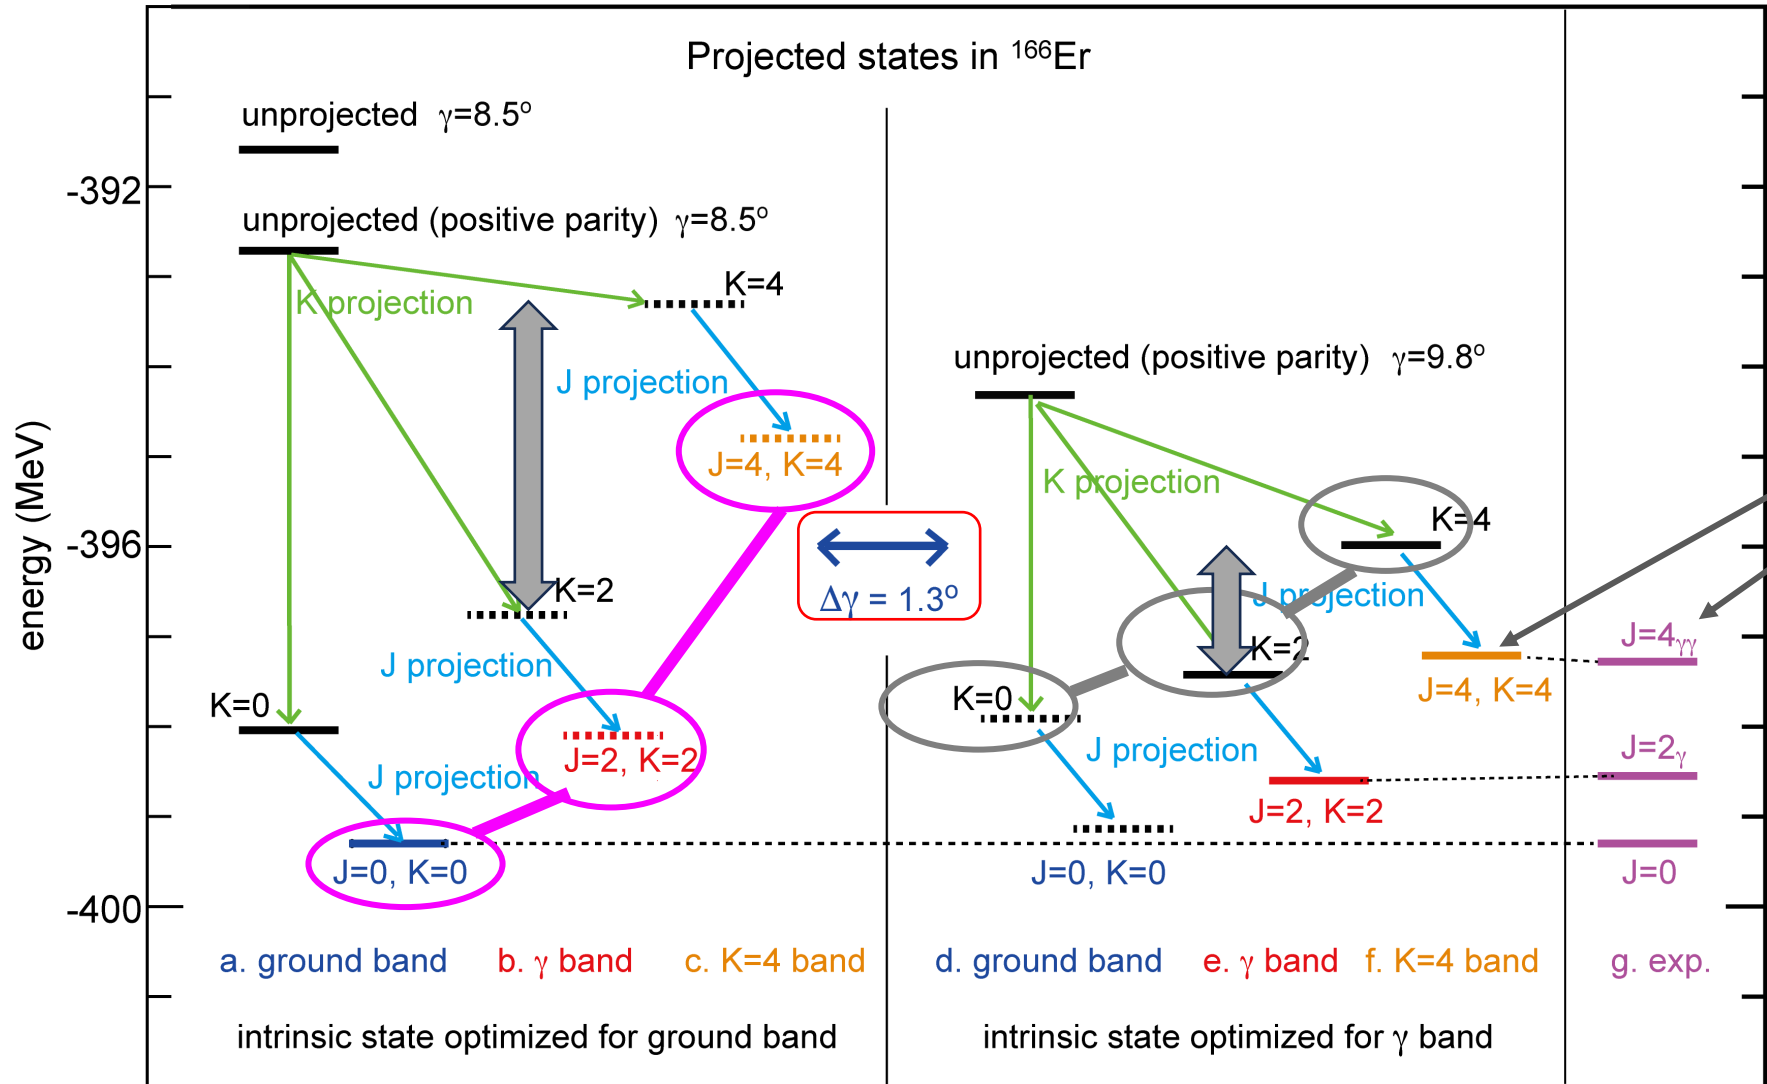 Projected states in ¹⁶⁶Er
unprojected γ=8.5°
-392
unprojected (positive parity) γ=8.5°
K=4
K projection
unprojected (positive parity) γ=9.8°
J projection
J=4, K=4
K projection
K=4
-396
energy (MeV)
K=2
Δγ = 1.3°
J projection
J=4γγ
K=2
J projection
J=4, K=4
K=0
K=0
J projection
J=2γ
J=2, K=2
J projection
J=2, K=2
J=0, K=0
J=0, K=0
J=0
-400
a. ground band
b. γ band
c. K=4 band
d. ground band
e. γ band
f. K=4 band
g. exp.
intrinsic state optimized for ground band
intrinsic state optimized for γ band